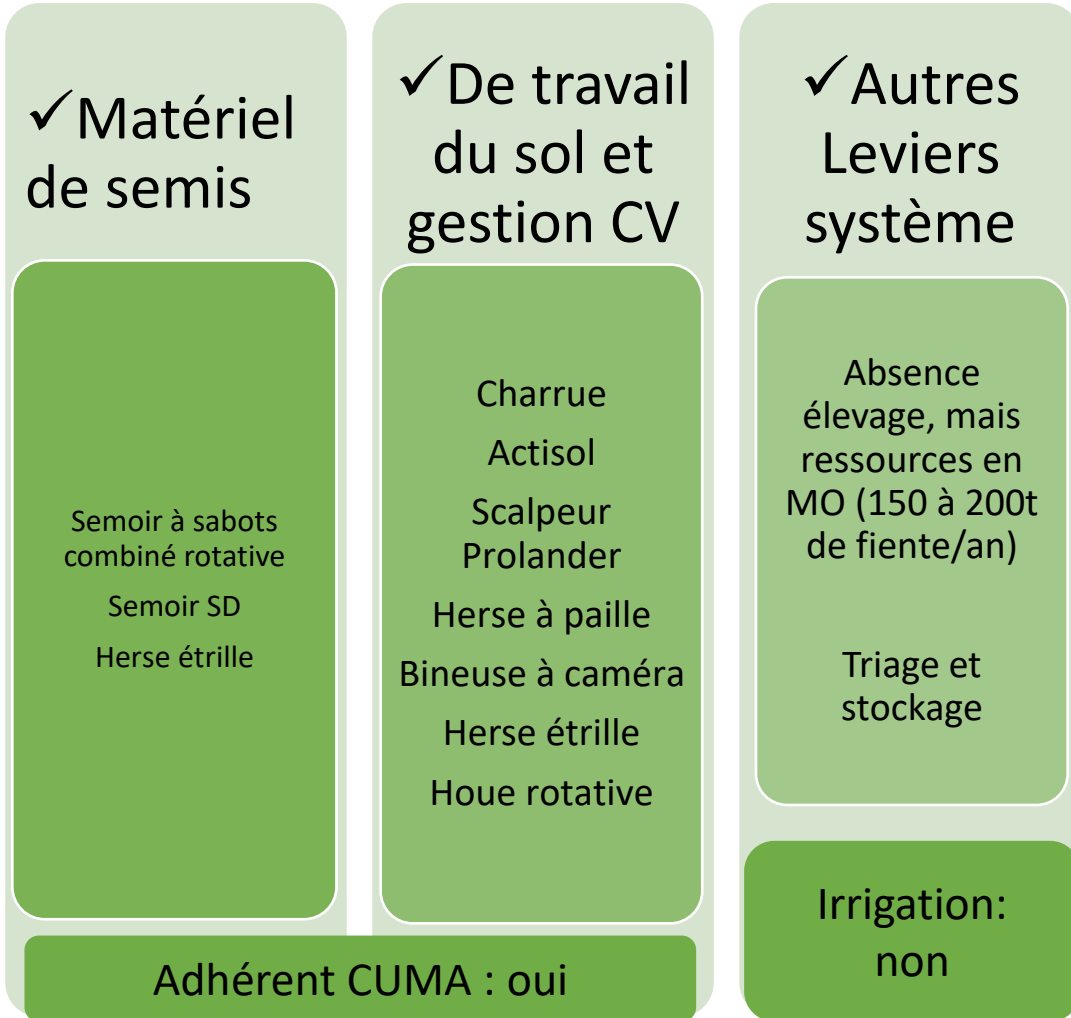 ✓Matériel
de semis
Semoir à sabots
combiné rotative
Semoir SD
Herse étrille
✓De travail
du sol et
gestion CV
Charrue
Actisol
Scalpeur
Prolander
Herse à paille
Bineuse à caméra
Herse étrille
Houe rotative
Adhérent CUMA : oui
✓Autres
Leviers
système
Absence
élevage, mais
ressources en
MO (150 à 200t
de fiente/an)
Triage et
stockage
Irrigation:
non